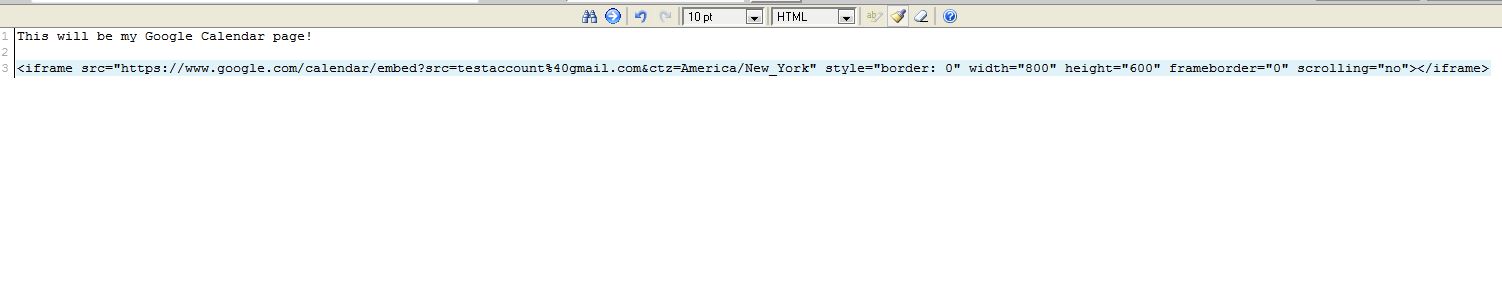 10 pt HTML
1 This will be my Google Calendar page!
2
3 <iframe src="https://www.google.com/calendar/embed?src=testaccount%40gmail.com&ctz=America/New_York" style="border: 0" width="800" height="600" frameborder="0" scrolling="no"></iframe>